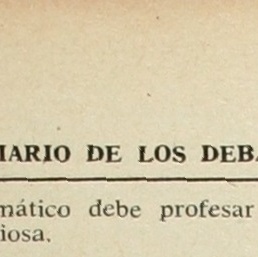 IARIO DE LOS DEBA
mático debe profesar
iosa.